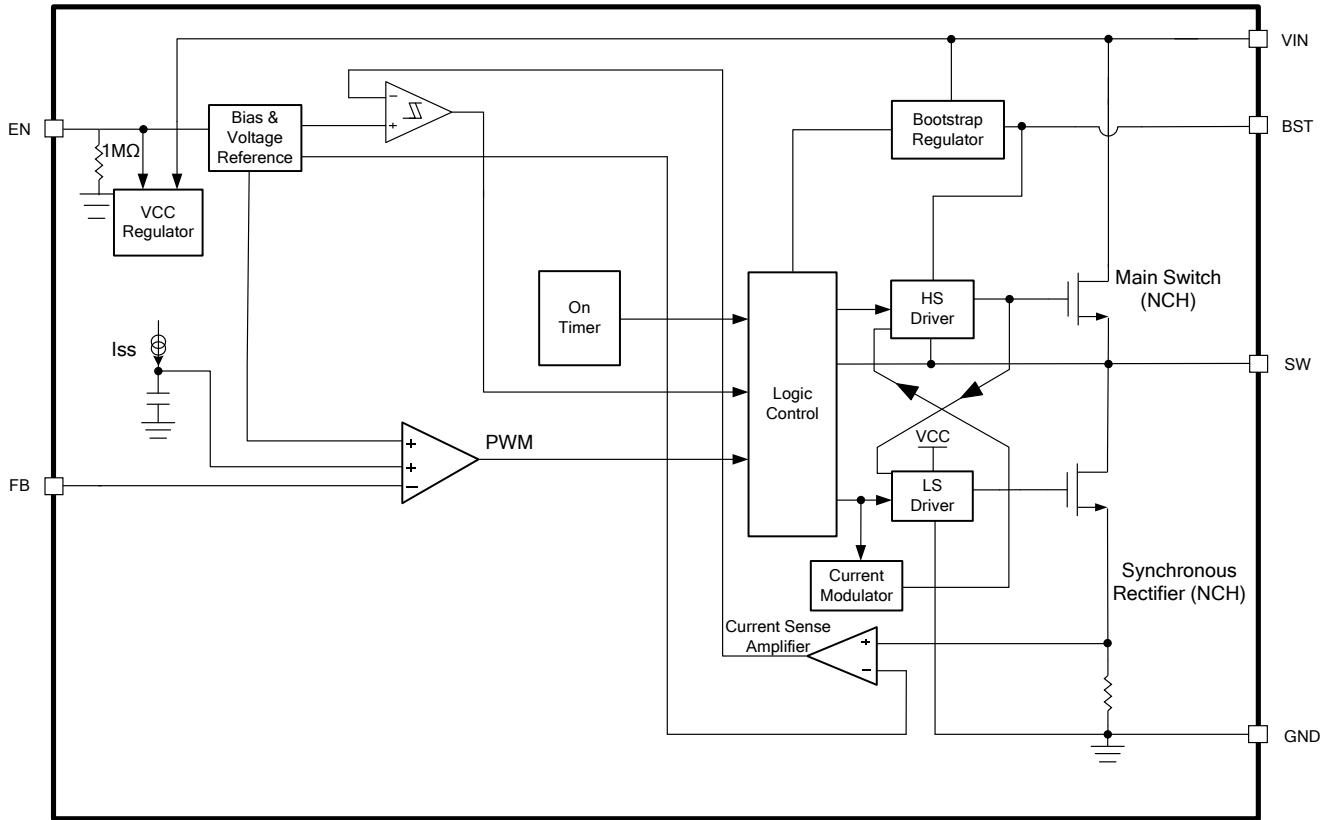 VIN
EN
1MΩ
Bias &
Voltage
Reference
−
+
Bootstrap
Regulator
BST
VCC
Regulator
On
Timer
HS
Driver
Main Switch
(NCH)
Iss
SW
Logic
Control
+
+
−
PWM
VCC
FB
LS
Driver
Current
Modulator
Synchronous
Rectifier (NCH)
Current Sense
Amplifier
+
−
GND